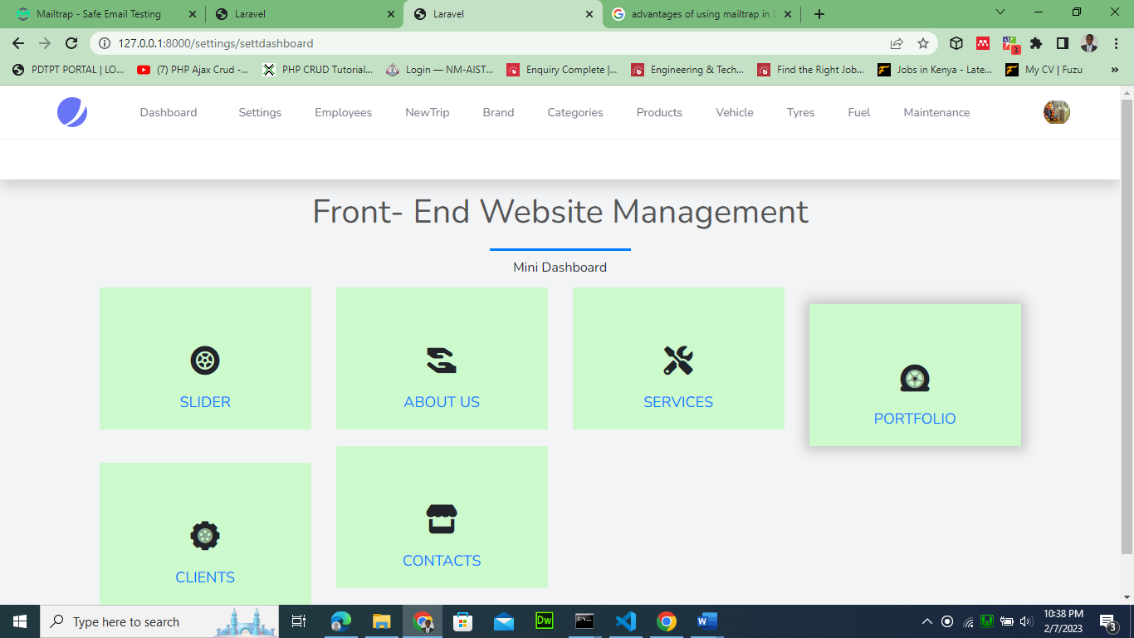 Mailtrap - Safe Email Testing
Laravel
Laravel
advantages of using mailtrap in
127.0.0.1:8000/settings/settdashboard
PDTPT PORTAL | LO...
(7) PHP Ajax Crud -...
PHP CRUD Tutorial...
Login — NM-AIST...
Enquiry Complete |...
Engineering & Tech...
Find the Right Job...
Jobs in Kenya - Late...
My CV | Fuzu
»
Dashboard
Settings
Employees
NewTrip
Brand
Categories
Products
Vehicle
Tyres
Fuel
Maintenance
Front- End Website Management
Mini Dashboard
SLIDER
ABOUT US
SERVICES
PORTFOLIO
CLIENTS
CONTACTS
Type here to search
Dw
10:38 PM
2/7/2023
3